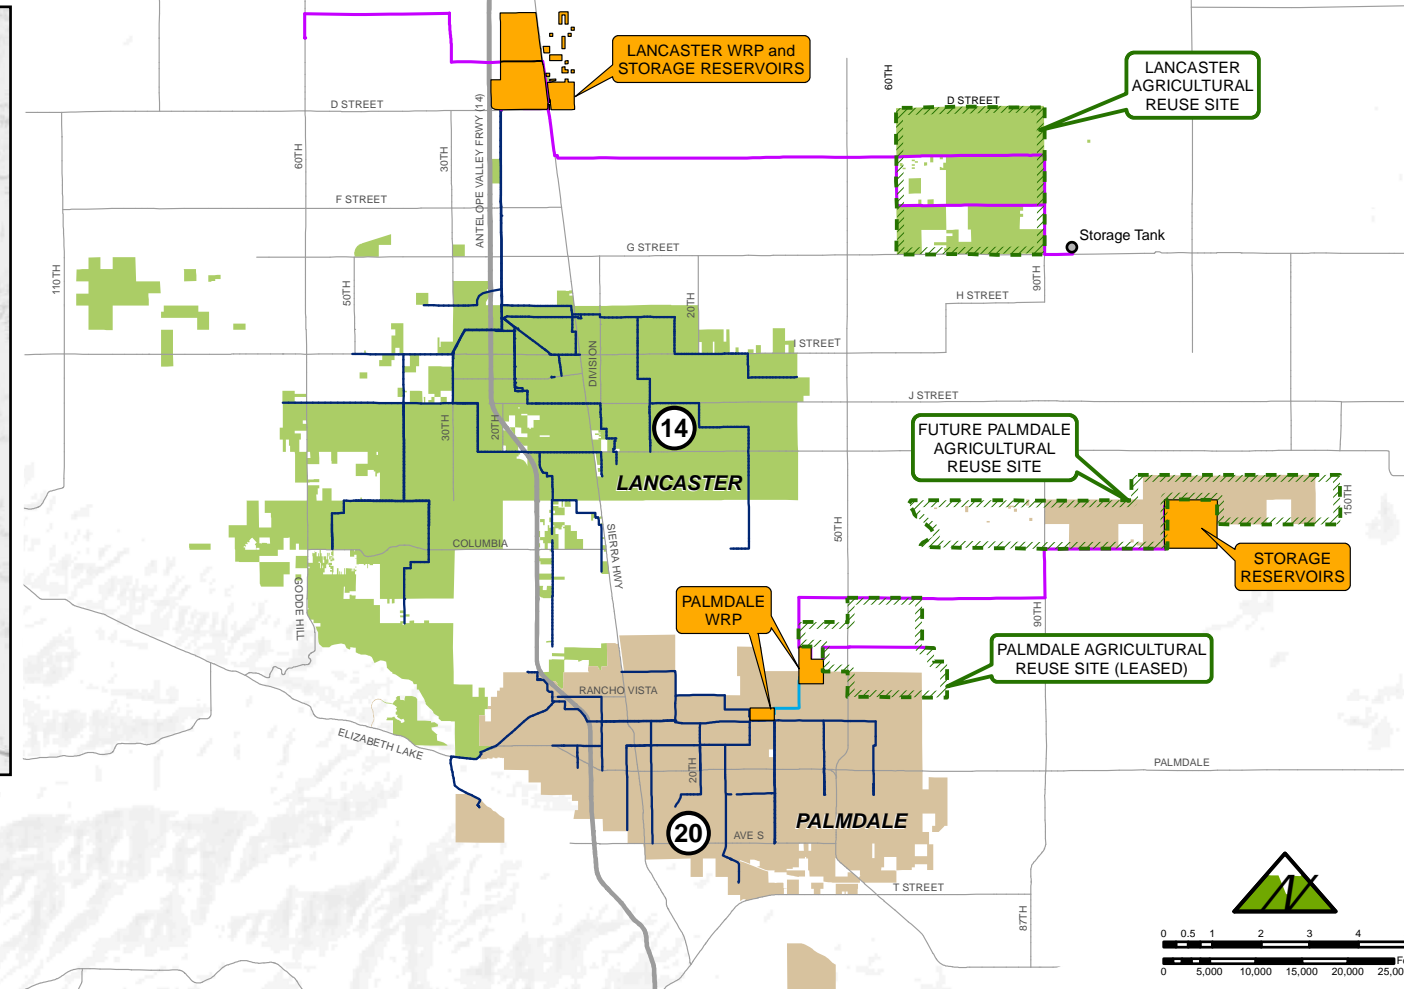 LANCASTER WRP and
STORAGE RESERVOIRS
LANCASTER
AGRICULTURAL
REUSE SITE
60TH
D STREET
D STREET
ANTELOPE VALLEY FRWY (14)
60TH
30TH
F STREET
Storage Tank
G STREET
110TH
50TH
90TH
H STREET
20TH
I STREET
DIVISION
J STREET
30TH
20TH
14
FUTURE PALMDALE
AGRICULTURAL
REUSE SITE
LANCASTER
150TH
50TH
SIERRA HWY
COLUMBIA
STORAGE
RESERVOIRS
GODDE HILL
PALMDALE
WRP
90TH
PALMDALE AGRICULTURAL
REUSE SITE (LEASED)
RANCHO VISTA
ELIZABETH LAKE
PALMDALE
20TH
20
AVE S
PALMDALE
T STREET
87TH
N
0 0.5 1 2 3 4
0 5,000 10,000 15,000 20,000